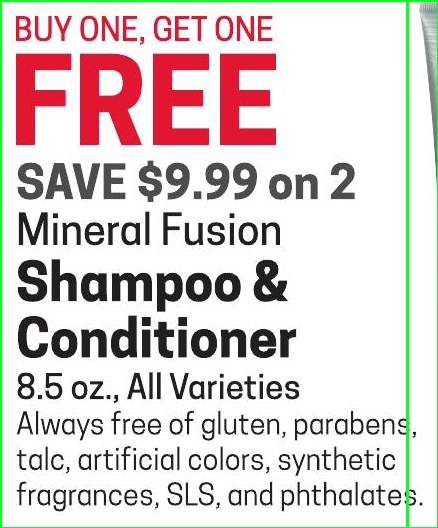 BUY ONE, GET ONE
FREE
SAVE $9.99 on 2
Mineral Fusion
Shampoo &
Conditioner
8.5 oz., All Varieties
Always free of gluten, parabens,
talc, artificial colors, synthetic
fragrances, SLS, and phthalates.